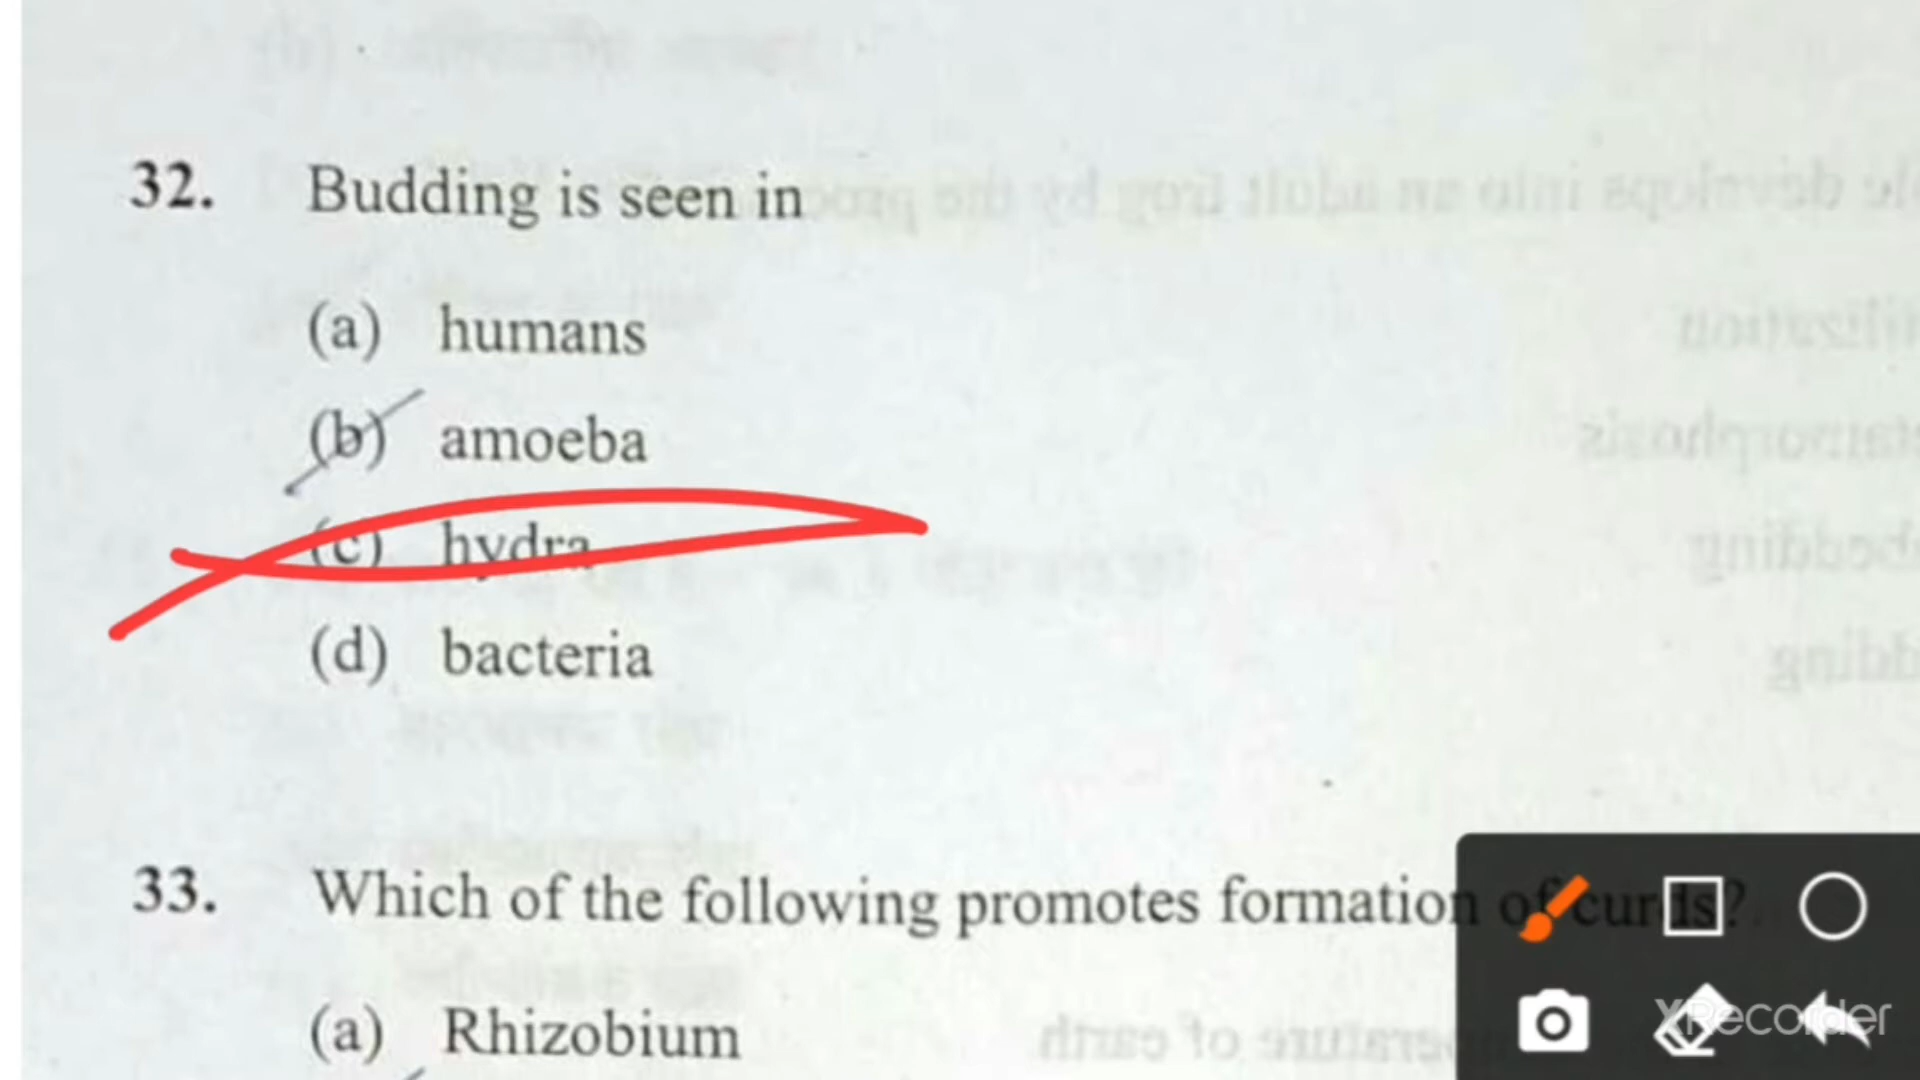 32. Budding is seen in
(a) humans
(b) amoeba
(c) hydra
(d) bacteria
33. Which of the following promotes formation of curds?
(a) Rhizobium
XRecorder